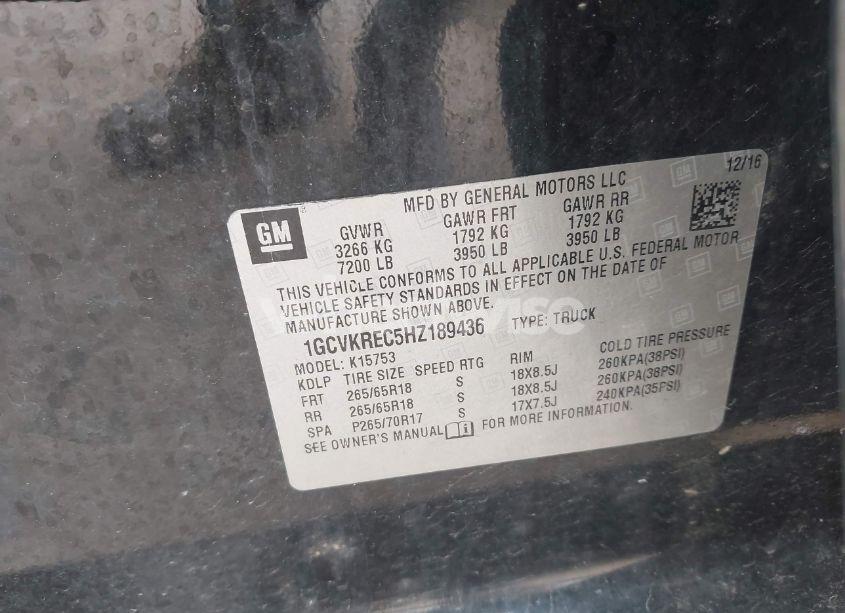 12/16
MFD BY GENERAL MOTORS LLC
GM
GVWR GAWR FRT GAWR RR
3266 KG 1792 KG 1792 KG
7200 LB 3950 LB 3950 LB
THIS VEHICLE CONFORMS TO ALL APPLICABLE U.S. FEDERAL MOTOR
VEHICLE SAFETY STANDARDS IN EFFECT ON THE DATE OF
MANUFACTURE SHOWN ABOVE.
1GCVKREC5HZ189436 TYPE: TRUCK
MODEL: K15753
KDLP TIRE SIZE SPEED RTG RIM COLD TIRE PRESSURE
FRT 265/65R18 S 18X8.5J 260KPA(38PSI)
RR 265/65R18 S 18X8.5J 260KPA(38PSI)
SPA P265/70R17 S 17X7.5J 240KPA(35PSI)
SEE OWNER'S MANUAL FOR MORE INFORMATION.